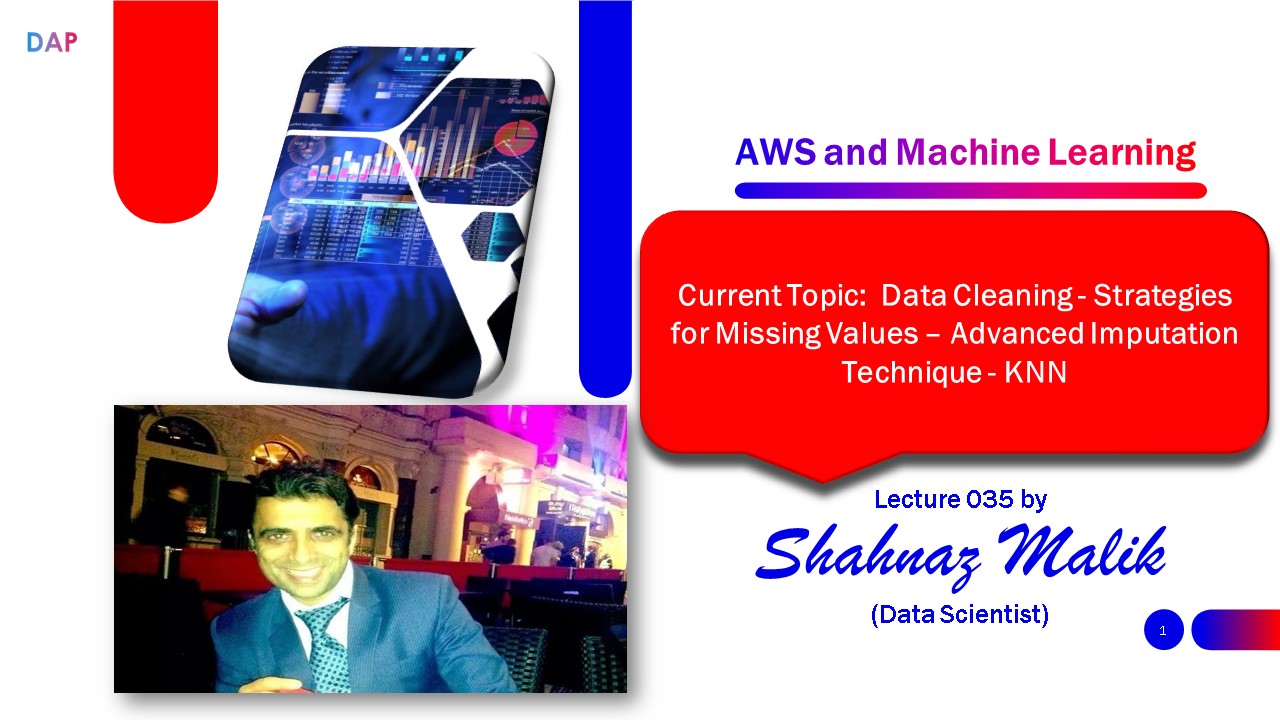 DAP
AWS and Machine Learning
Current Topic:  Data Cleaning - Strategies
for Missing Values – Advanced Imputation
Technique - KNN
Lecture 035 by
Shahnaz Malik
(Data Scientist)
1